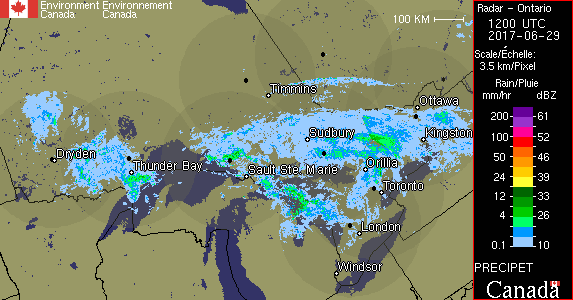 Environment Environnement
Canada Canada
100 KM
Timmins
Ottawa
Sudbury
Kingston
Dryden
Thunder Bay
Sault Ste. Marie
Orillia
Toronto
London
Windsor
Radar - Ontario
1200 UTC
2017-06-29
Scale/Échelle:
3.5 km/Pixel
Rain/Pluie
mm/hr dBZ
200 61
100 52
50 46
24 39
12 33
4 26
0.1 10
PRECIPET
Canada